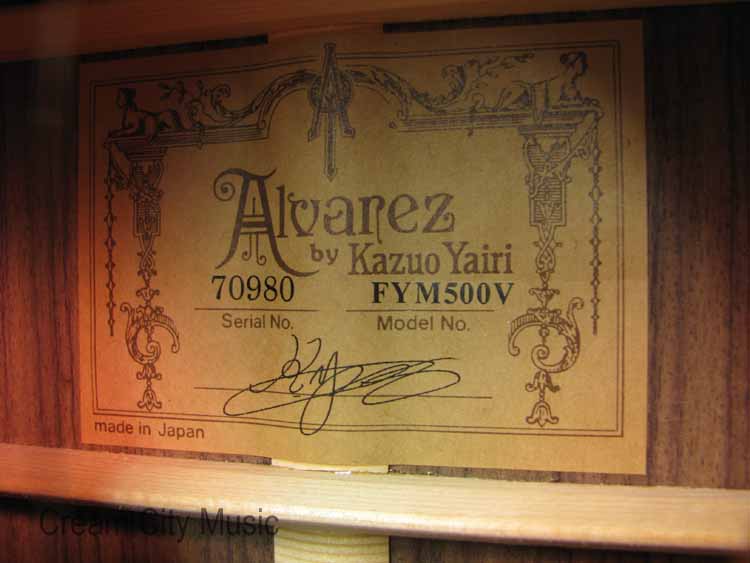 Alvarez
by Kazuo Yairi
70980 FYM500V
Serial No. Model No.
made in Japan
Cream City Music